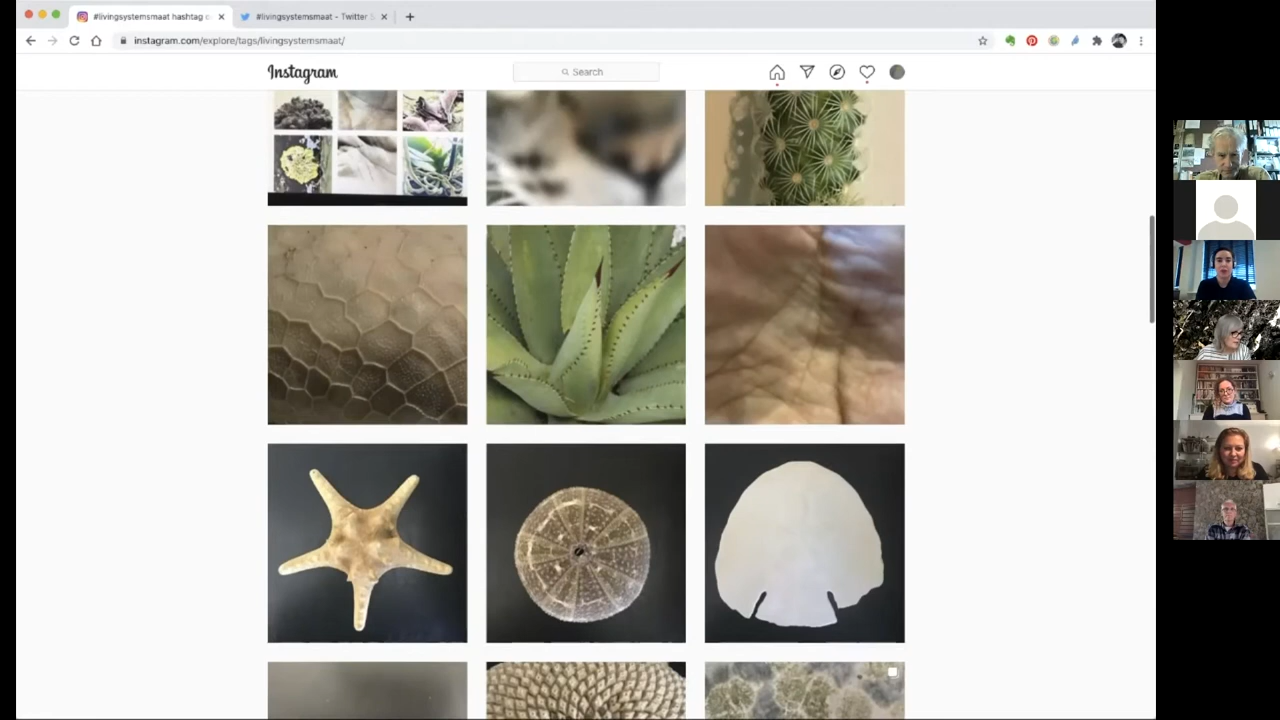 #livingsystemsmaat hashtag o
#livingsystemsmaat - Twitter S
instagram.com/explore/tags/livingsystemsmaat/
Instagram
Search